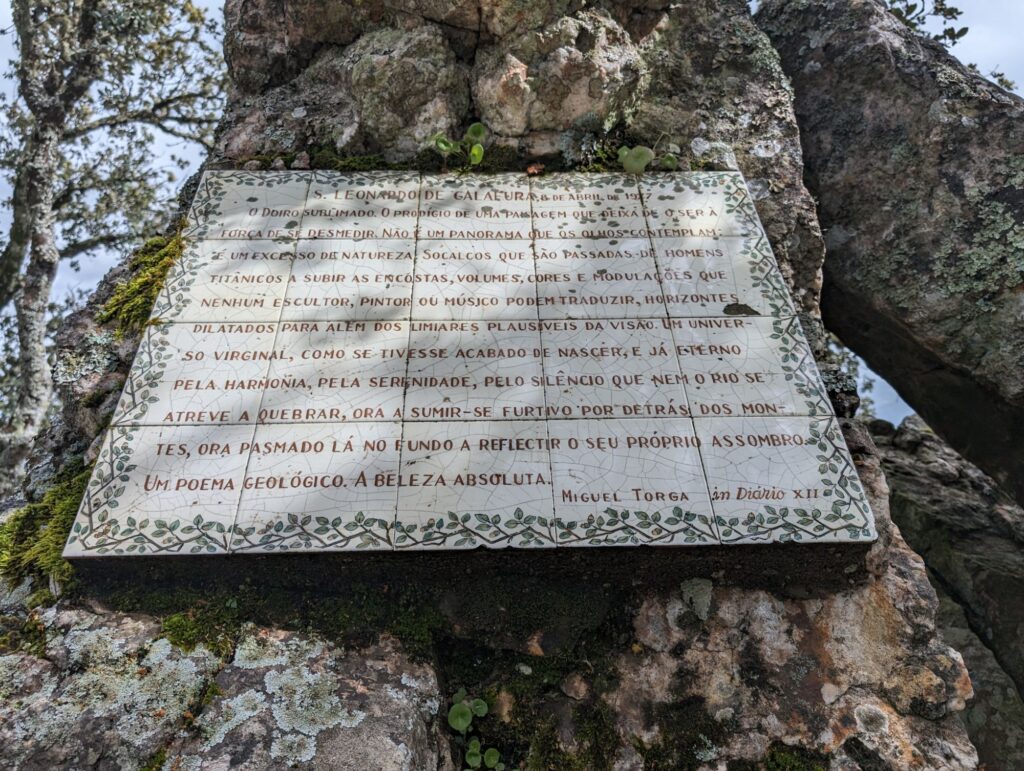 S. LEONARDO DE GALAFURA, 8 DE ABRIL DE 1977
O DOIRO SUBLIMADO. O PRODÍGIO DE UMA PAISAGEM QUE DEIXA DE O SER À
FORÇA DE SE DESMEDIR. NÃO É UM PANORAMA QUE OS OLHOS CONTEMPLAM:
É UM EXCESSO DE NATUREZA. SOCALCOS QUE SÃO PASSADAS DE HOMENS
TITÂNICOS A SUBIR AS ENCOSTAS, VOLUMES, CORES E MODULAÇÕES QUE
NENHUM ESCULTOR, PINTOR OU MÚSICO PODEM TRADUZIR, HORIZONTES
DILATADOS PARA ALÉM DOS LIMIARES PLAUSÍVEIS DA VISÃO. UM UNIVER-
SO VIRGINAL, COMO SE TIVESSE ACABADO DE NASCER, E JÁ ETERNO
PELA HARMONIA, PELA SERENIDADE, PELO SILÊNCIO QUE NEM O RIO SE
ATREVE A QUEBRAR, ORA A SUMIR-SE FURTIVO POR DETRÁS DOS MON-
TES, ORA PASMADO LÁ NO FUNDO A REFLECTIR O SEU PRÓPRIO ASSOMBRO.
UM POEMA GEOLÓGICO. A BELEZA ABSOLUTA.
MIGUEL TORGA in Diário XII